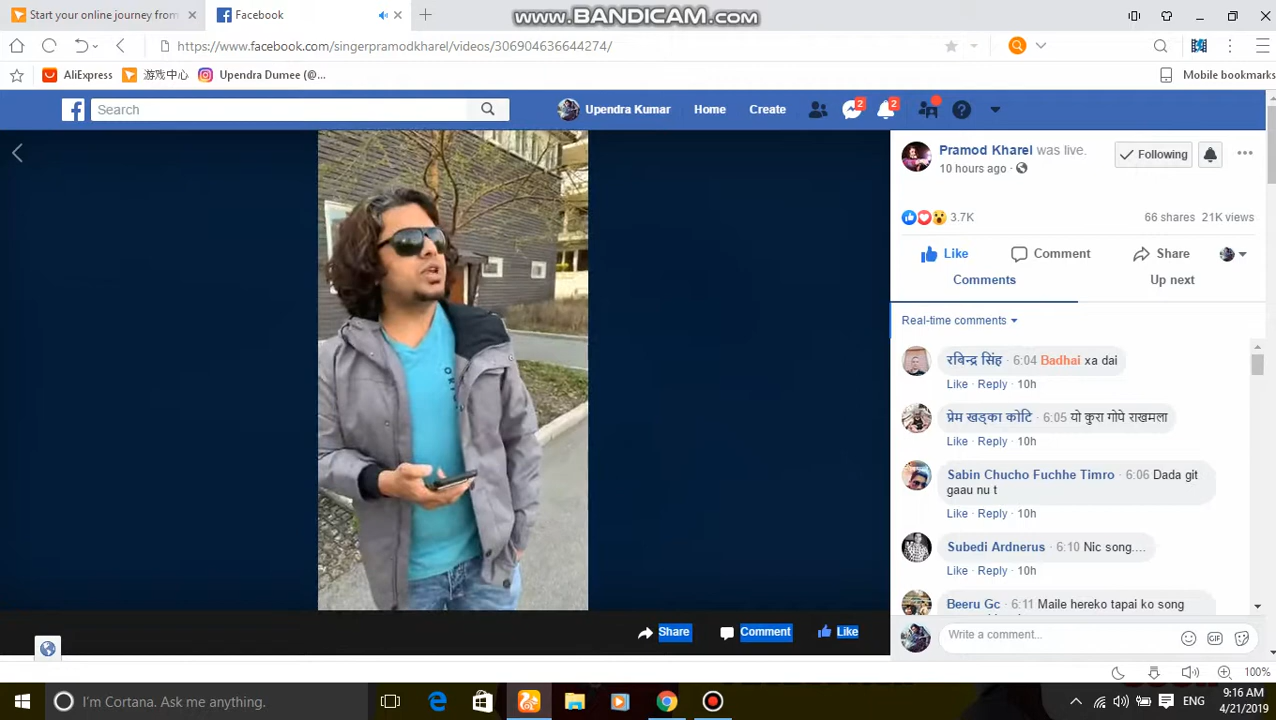 Start your online journey from
Facebook
www.BANDICAM.com
https://www.facebook.com/singerpramodkharel/videos/306904636644274/
AliExpress
游戏中心
Upendra Dumee (@...
Mobile bookmarks
Search
Upendra Kumar
Home
Create
2
2
Pramod Kharel was live.
Following
10 hours ago
3.7K
66 shares 21K views
Like
Comment
Share
Comments
Up next
Real-time comments
रबिन्द्र सिंह · 6:04 Badhai xa dai
Like · Reply · 10h
प्रेम खड्का कोटि · 6:05 यो कुरा गोपे राखमला
Like · Reply · 10h
Sabin Chucho Fuchhe Timro · 6:06 Dada git
gaau nu t
Like · Reply · 10h
Subedi Ardnerus · 6:10 Nic song....
Like · Reply · 10h
Beeru Gc · 6:11 Maile hereko tapai ko song
Share
Comment
Like
Write a comment...
GIF
100%
I'm Cortana. Ask me anything.
ENG
9:16 AM
4/21/2019